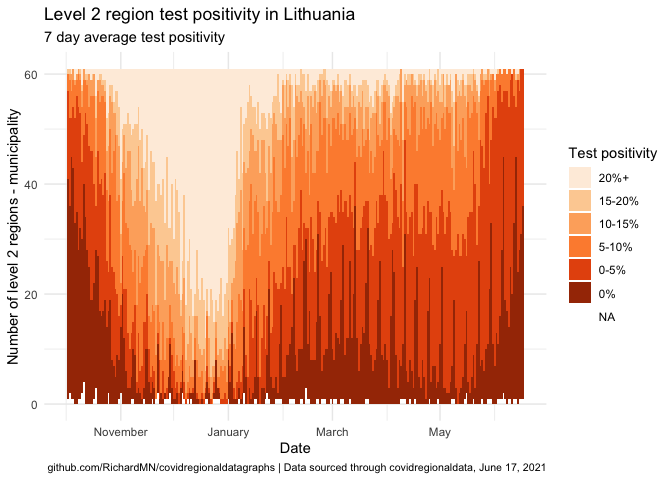 Level 2 region test positivity in Lithuania
7 day average test positivity
Number of level 2 regions - municipality
60
40
20
0
November
January
March
May
Date
Test positivity
20%+
15-20%
10-15%
5-10%
0-5%
0%
NA
github.com/RichardMN/covidregionaldatagraphs | Data sourced through covidregionaldata, June 17, 2021